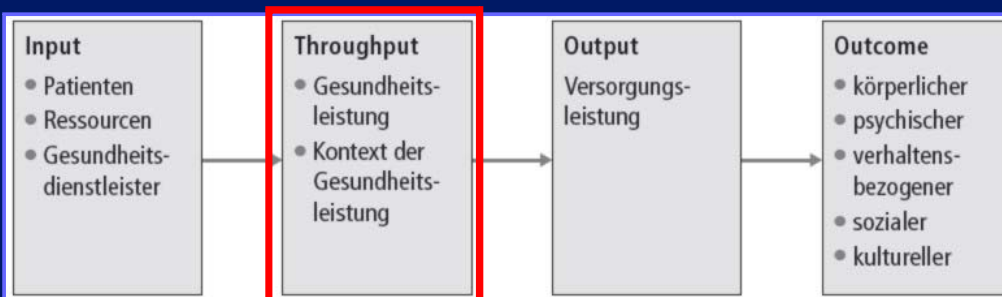 Input
• Patienten
• Ressourcen
• Gesundheits-
dienstleister
Throughput
• Gesundheits-
leistung
• Kontext der
Gesundheits-
leistung
Output
Versorgungs-
leistung
Outcome
• körperlicher
• psychischer
• verhaltens-
bezogener
• sozialer
• kultureller